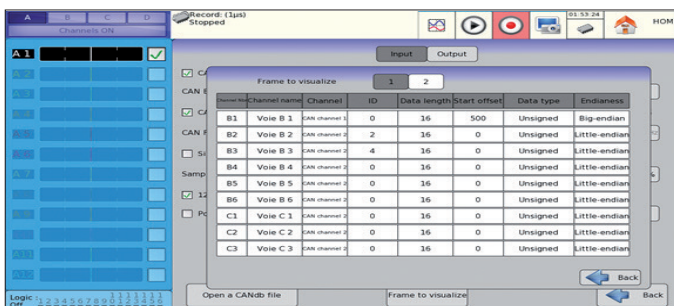 A B C D
Channels ON
Record: (1µs)
Stopped
01:53:24
HOM
A1
Input Output
Frame to visualize 1 2
Channel name Channel ID Data length Start offset Data type Endianess
B1 Voie B 1 CAN channel 1 0 16 500 Unsigned Big-endian
B2 Voie B 2 CAN channel 2 2 16 0 Unsigned Little-endian
B3 Voie B 3 CAN channel 2 4 16 0 Unsigned Little-endian
B4 Voie B 4 CAN channel 2 0 16 0 Unsigned Little-endian
B5 Voie B 5 CAN channel 2 0 16 0 Unsigned Little-endian
B6 Voie B 6 CAN channel 2 0 16 0 Unsigned Little-endian
C1 Voie C 1 CAN channel 2 0 16 0 Unsigned Little-endian
C2 Voie C 2 CAN channel 2 0 16 0 Unsigned Little-endian
C3 Voie C 3 CAN channel 2 0 16 0 Unsigned Little-endian
Back
CAN
Samp
12
Logic :
Off
Open a CANdb file Frame to visualize Back